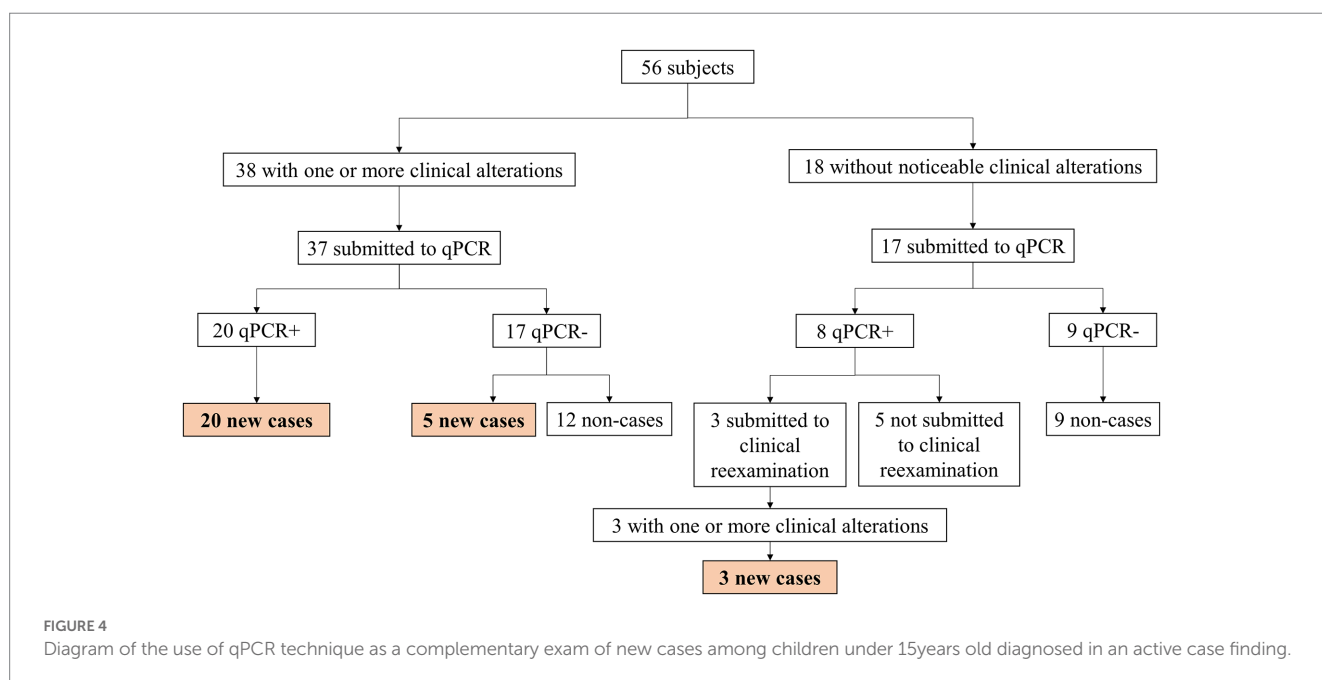 56 subjects
38 with one or more clinical alterations
18 without noticeable clinical alterations
37 submitted to qPCR
17 submitted to qPCR
20 qPCR+
17 qPCR-
8 qPCR+
9 qPCR-
20 new cases
5 new cases
12 non-cases
3 submitted to
clinical
reexamination
5 not submitted
to clinical
reexamination
9 non-cases
3 with one or more clinical alterations
3 new cases
FIGURE 4
Diagram of the use of qPCR technique as a complementary exam of new cases among children under 15years old diagnosed in an active case finding.